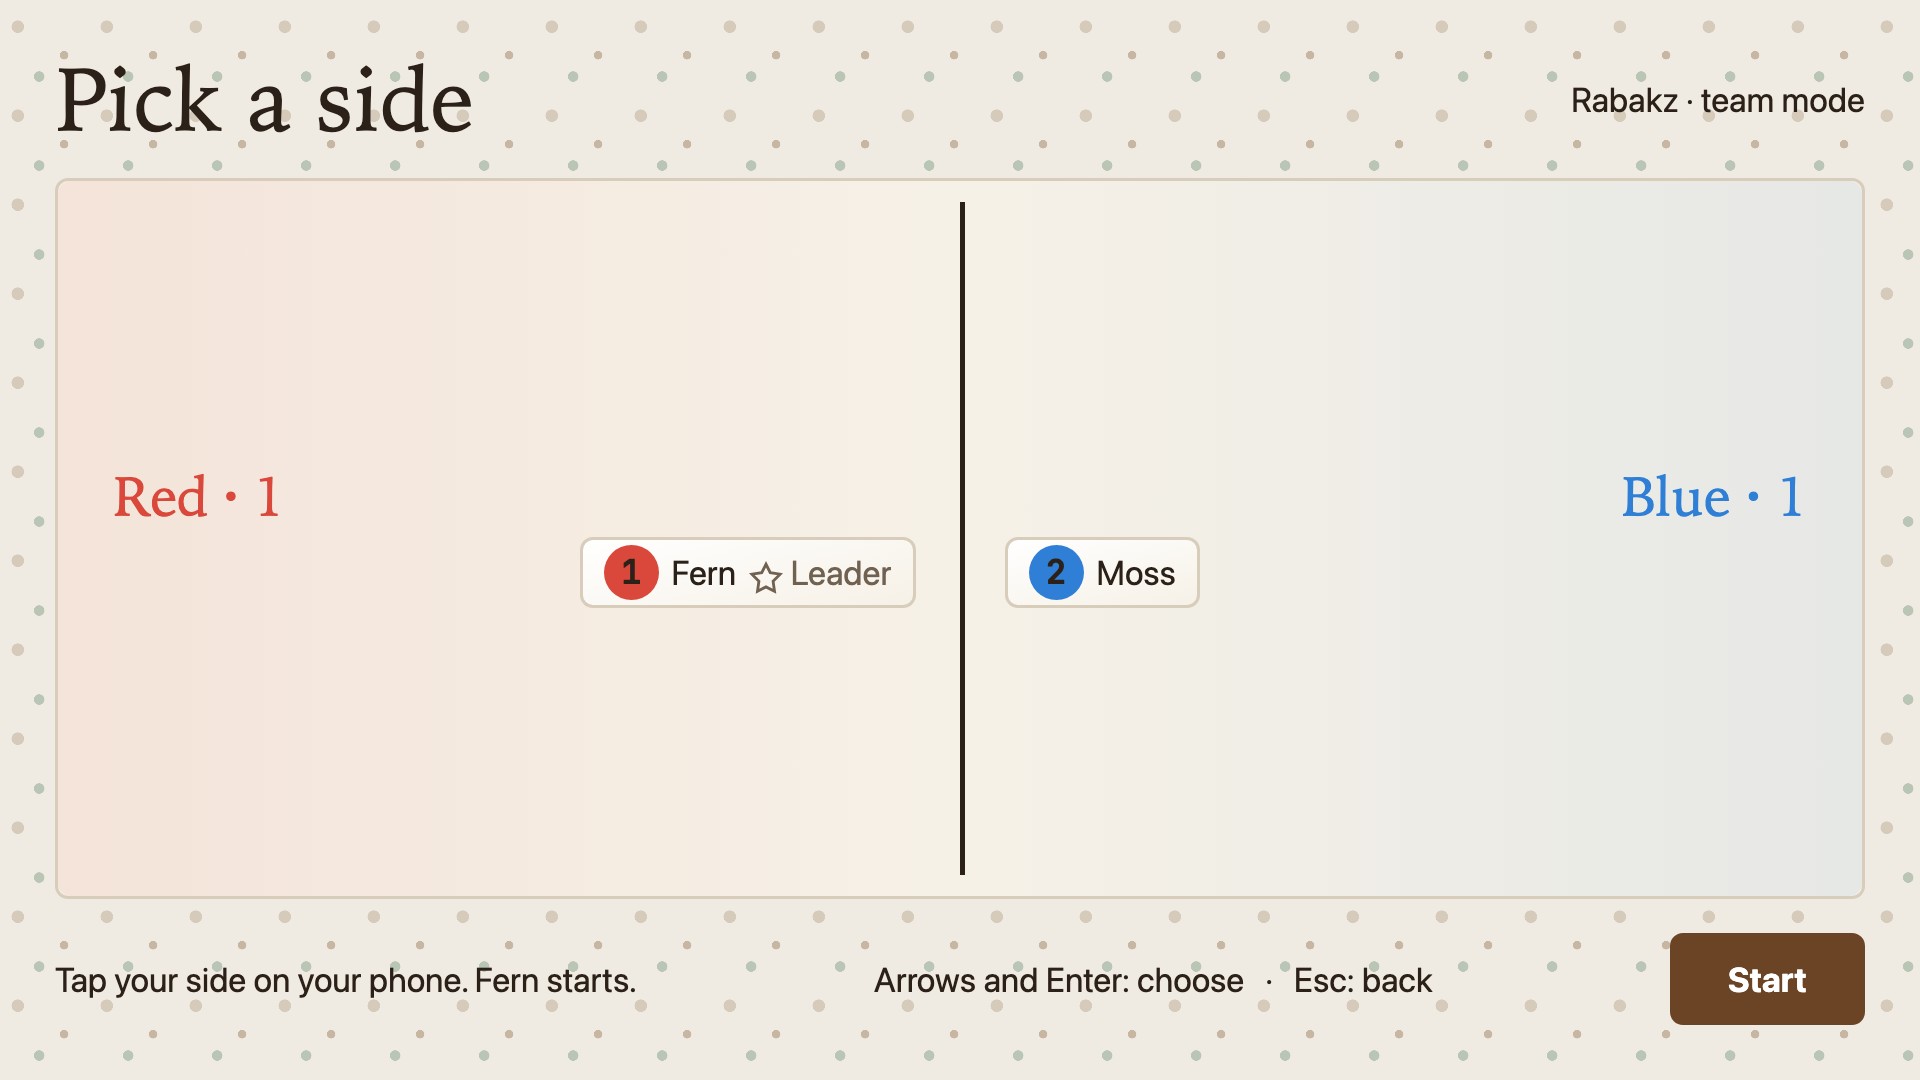 Pick a side
Rabakz · team mode
Red · 1
Blue · 1
1 Fern ☆ Leader
2 Moss
Tap your side on your phone. Fern starts.
Arrows and Enter: choose · Esc: back
Start